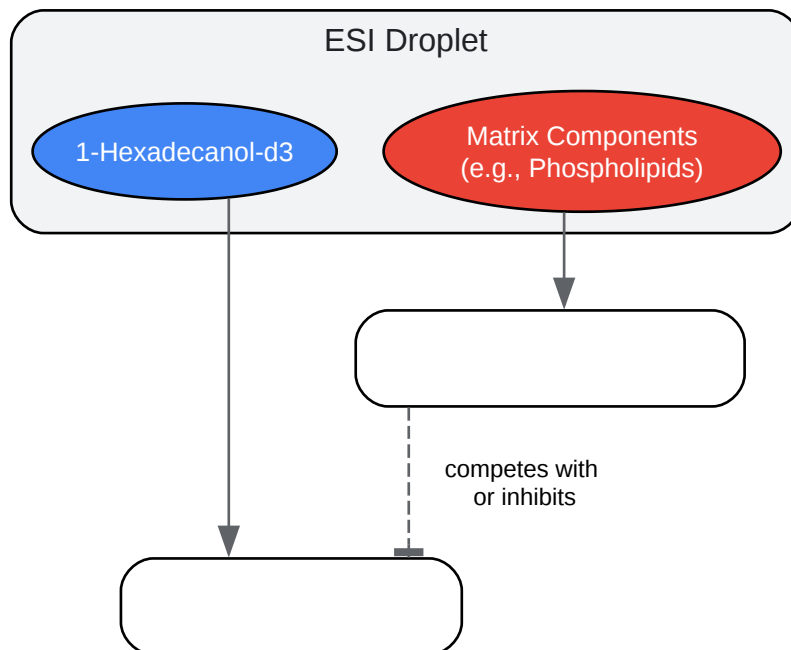 ESI Droplet
1-Hexadecanol-d3
Matrix Components
(e.g., Phospholipids)
competes with
or inhibits